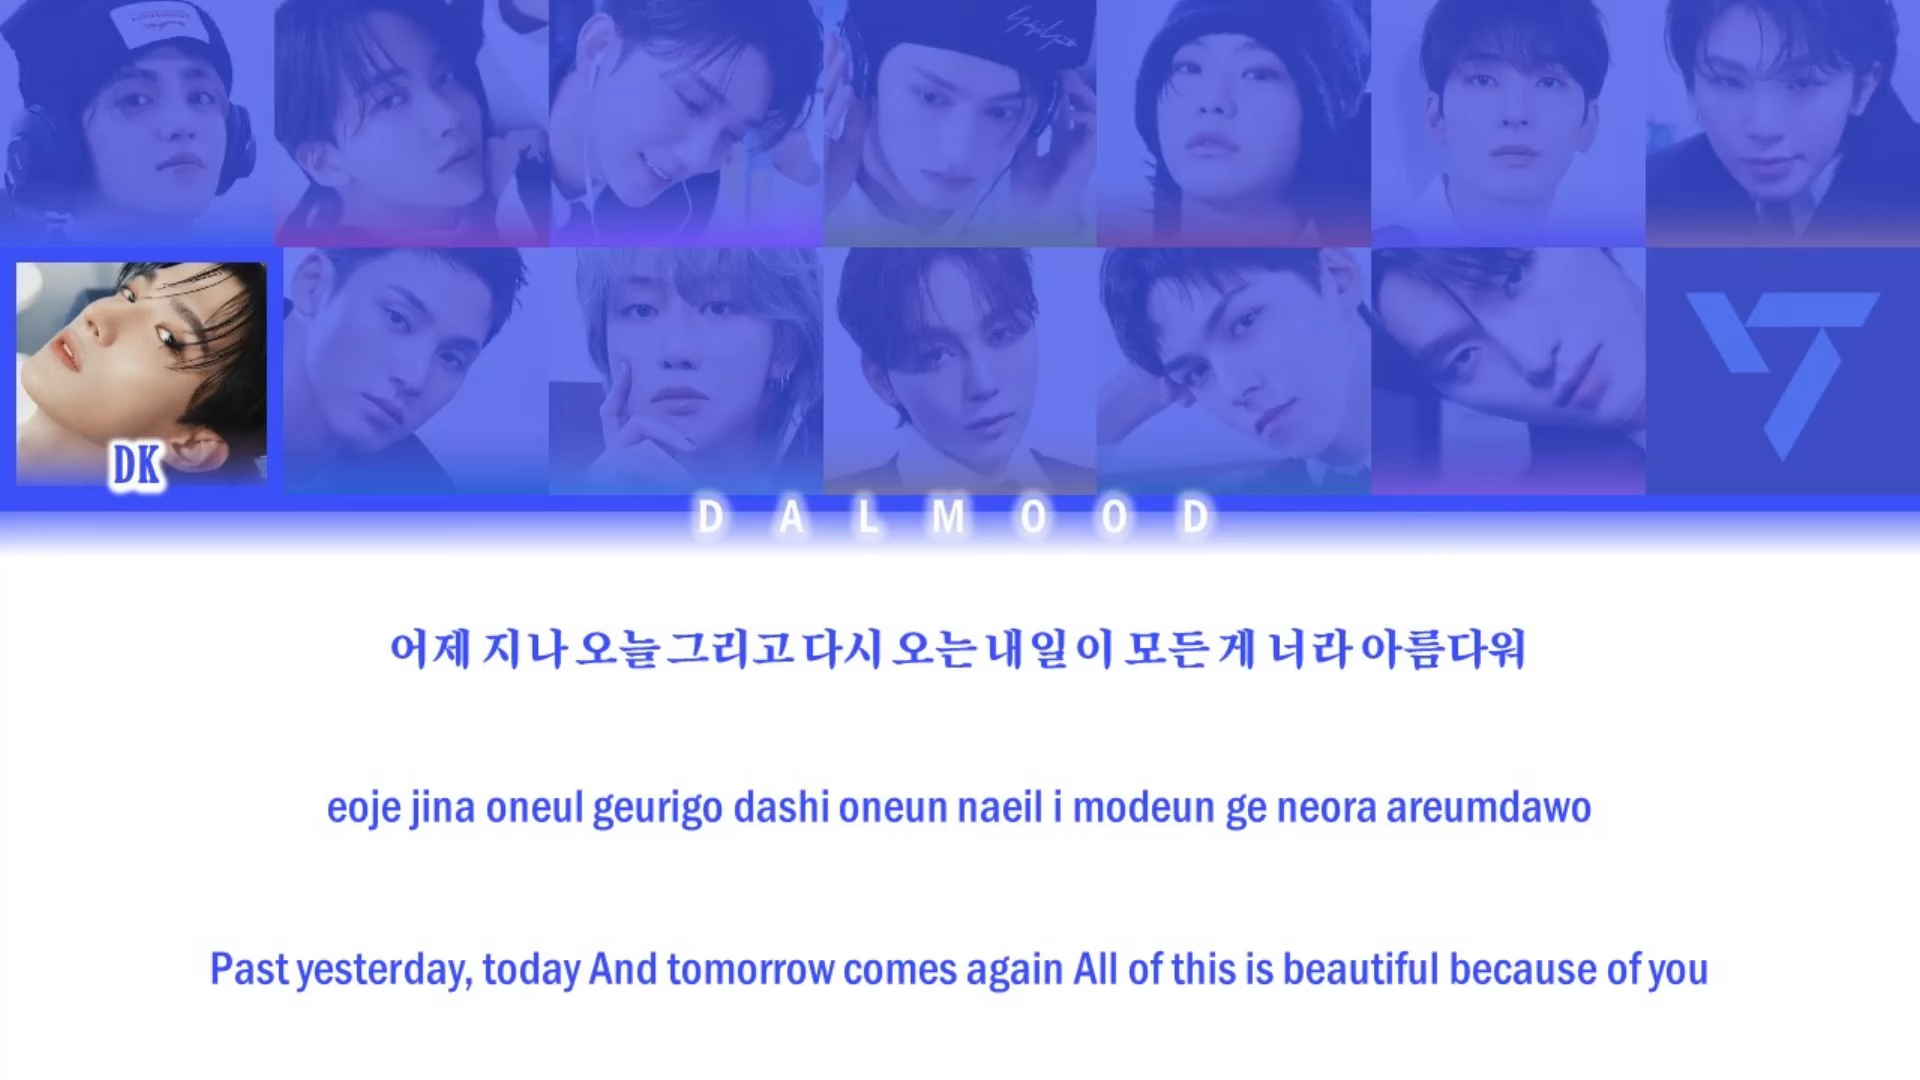 DK
DALMOOD
어제 지나 오늘 그리고 다시 오는 내일 이 모든 게 너라 아름다워
eoje jina oneul geurigo dashi oneun naeil i modeun ge neora areumdawo
Past yesterday, today And tomorrow comes again All of this is beautiful because of you